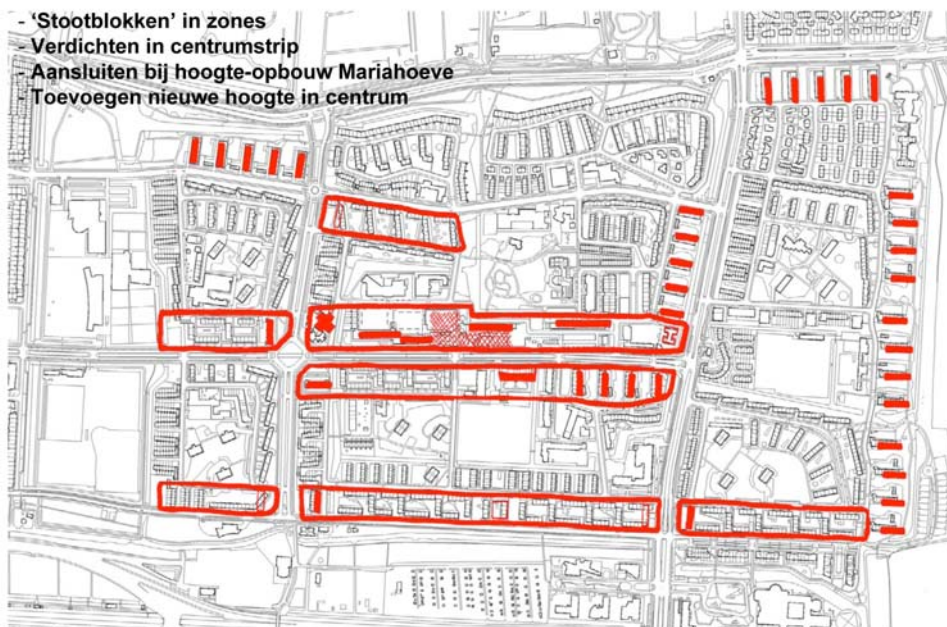 - ‘Stootblokken’ in zones
- Verdichten in centrumstrip
- Aansluiten bij hoogte-opbouw Mariahoeve
- Toevoegen nieuwe hoogte in centrum